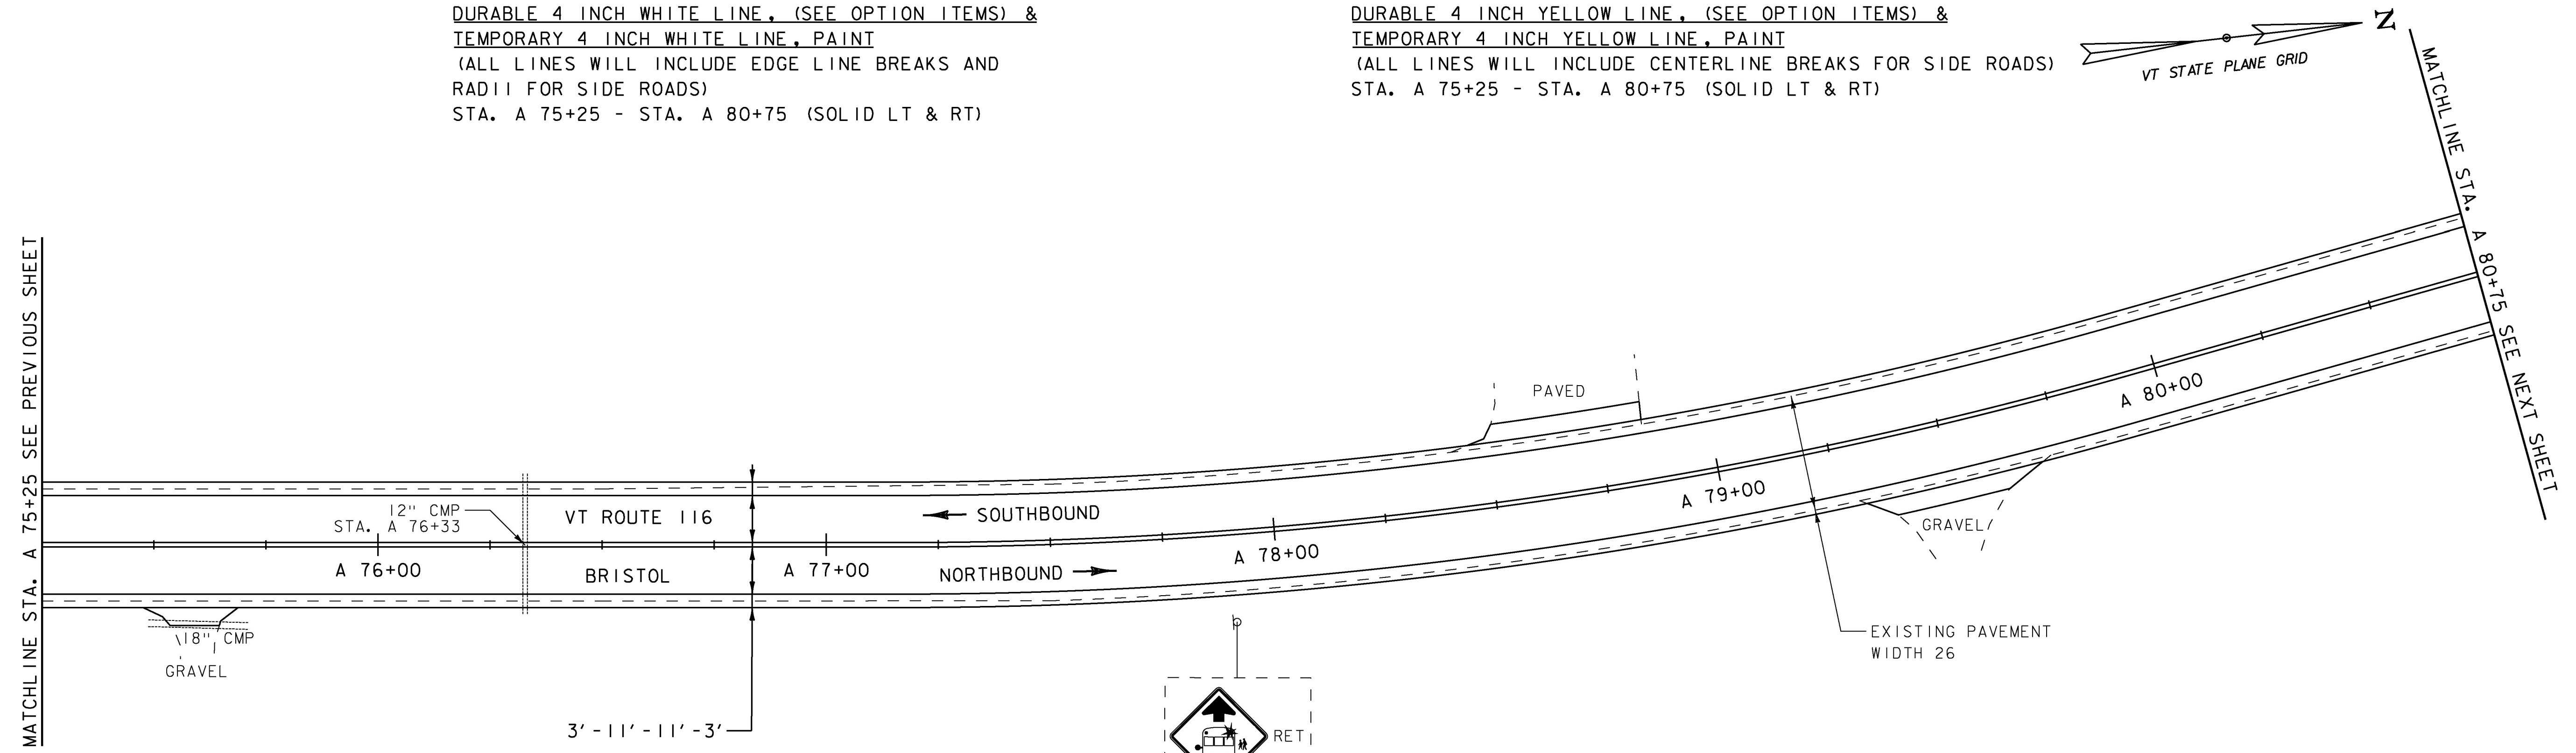 DURABLE 4 INCH WHITE LINE, (SEE OPTION ITEMS) &
TEMPORARY 4 INCH WHITE LINE, PAINT
(ALL LINES WILL INCLUDE EDGE LINE BREAKS AND
RADII FOR SIDE ROADS)
STA. A 75+25 - STA. A 80+75 (SOLID LT & RT)
DURABLE 4 INCH YELLOW LINE, (SEE OPTION ITEMS) &
TEMPORARY 4 INCH YELLOW LINE, PAINT
(ALL LINES WILL INCLUDE CENTERLINE BREAKS FOR SIDE ROADS)
STA. A 75+25 - STA. A 80+75 (SOLID LT & RT)
N
VT STATE PLANE GRID
MATCHLINE STA. A 80+75 SEE NEXT SHEET
MATCHLINE STA. A 75+25 SEE PREVIOUS SHEET
PAVED
12" CMP
STA. A 76+33
VT ROUTE 116
SOUTHBOUND
A 76+00
BRISTOL
A 77+00
NORTHBOUND
A 78+00
A 79+00
A 80+00
GRAVEL
18" CMP
GRAVEL
EXISTING PAVEMENT
WIDTH 26
3'-11'-11'-3'
RET